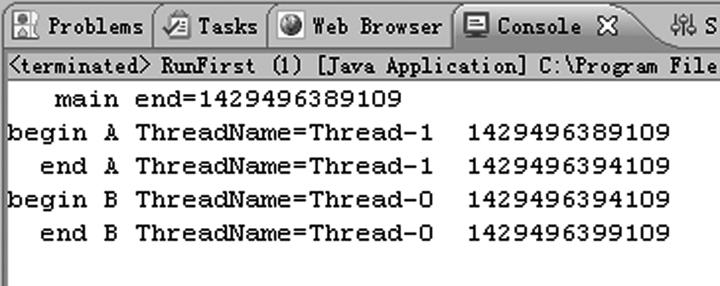 Problems Tasks Web Browser Console S
<terminated> RunFirst (1) [Java Application] C:\Program File
main end=1429496389109
begin A ThreadName=Thread-1 1429496389109
end A ThreadName=Thread-1 1429496394109
begin B ThreadName=Thread-0 1429496394109
end B ThreadName=Thread-0 1429496399109